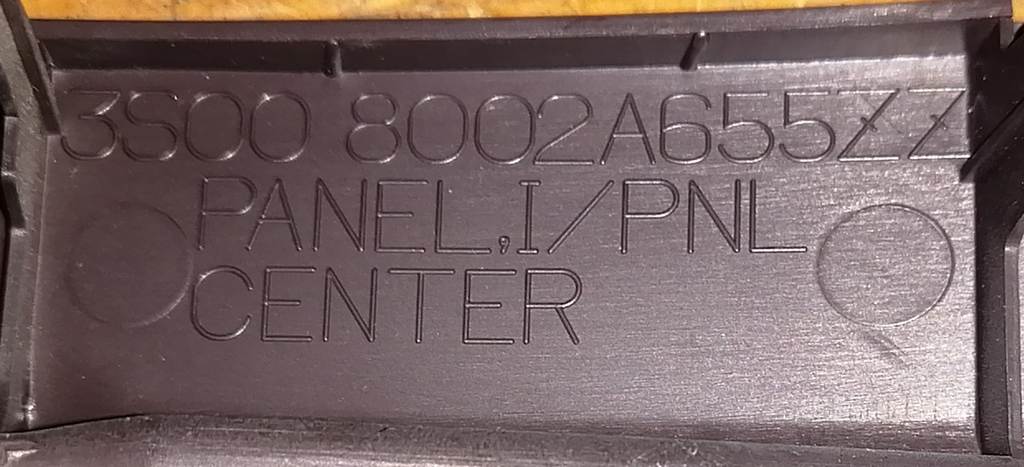 3S00 8002A655ZZ
PANEL,I/PNL
CENTER